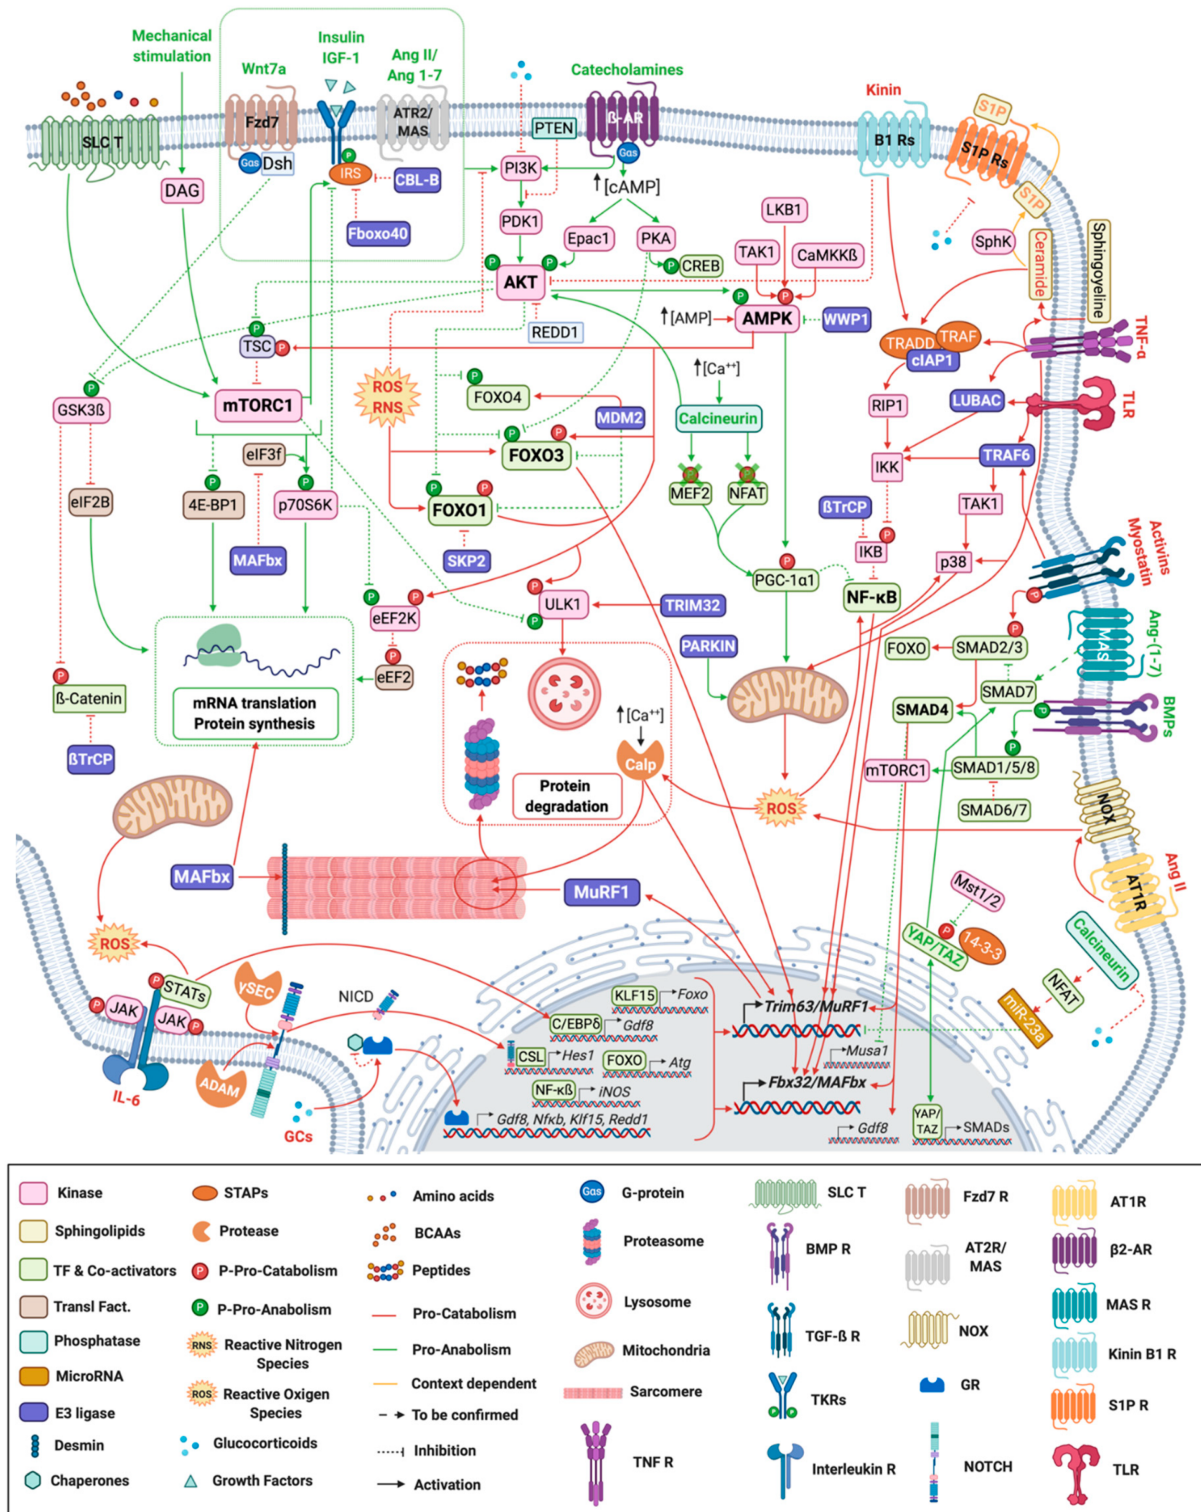 Mechanical
stimulation
Wnt7a
Insulin
IGF-1
Ang II/
Ang 1-7
Catecholamines
Kinin
SLC T
Fzd7
ATR2/
MAS
PTEN
ß-AR
B1 Rs
S1P Rs
S1P
S1P
Gαs
Dsh
P
IRS
CBL-B
Fboxo40
DAG
PI3K
Gαs
[cAMP]
PDK1
Epac1
PKA
P
CREB
LKB1
TAK1
CaMKKß
SphK
Ceramide
Sphingoyeline
TNF-α
P
P
AKT
REDD1
P
P
[AMP]
AMPK
WWP1
TRADD
TRAF
cIAP1
P
TSC
P
ROS
RNS
P
FOXO4
MDM2
[Ca++]
Calcineurin
RIP1
LUBAC
TLR
P
GSK3ß
mTORC1
P
P
FOXO3
P
MEF2
P
NFAT
IKK
TRAF6
eIF3f
eIF2B
P
4E-BP1
P
p70S6K
P
P
FOXO1
SKP2
ßTrCP
P
IKB
TAK1
p38
Activins
Myostatin
MAFbx
P
PGC-1α1
NF-κB
P
P
eEF2K
P
ULK1
P
TRIM32
PARKIN
P
FOXO
P
SMAD2/3
MAS
Ang-(1-7)
P
eEF2
SMAD7
P
ß-Catenin
ßTrCP
mRNA translation
Protein synthesis
[Ca++]
Calp
Protein
degradation
SMAD4
P
BMPs
P
mTORC1
SMAD1/5/8
SMAD6/7
ROS
NOX
MAFbx
MuRF1
Ang II
AT1R
ROS
Mst1/2
P
YAP/TAZ
14-3-3
Calcineurin
NFAT
miR-23a
P
STATs
P
JAK
JAK
P
IL-6
γSEC
ADAM
NICD
GCs
KLF15
Foxo
C/EBPδ
Gdf8
CSL
Hes1
FOXO
Atg
NF-κß
iNOS
Gdf8, Nfκb, Klf15, Redd1
Trim63/MuRF1
Musa1
Fbx32/MAFbx
Gdf8
YAP/
TAZ
SMADs
Kinase
STAPs
Amino acids
Gαs
G-protein
SLC T
Fzd7 R
AT1R
Sphingolipids
Protease
BCAAs
Proteasome
BMP R
AT2R/
MAS
β2-AR
TF & Co-activators
P
P-Pro-Catabolism
Peptides
Lysosome
MAS R
Transl Fact.
P
P-Pro-Anabolism
Pro-Catabolism
TGF-ß R
NOX
Phosphatase
RNS
Reactive Nitrogen
Species
Pro-Anabolism
Mitochondria
Kinin B1 R
MicroRNA
ROS
Reactive Oxigen
Species
Context dependent
Sarcomere
P
P
TKRs
GR
S1P R
E3 ligase
To be confirmed
Desmin
Glucocorticoids
Inhibition
TNF R
Interleukin R
NOTCH
TLR
Chaperones
Growth Factors
Activation